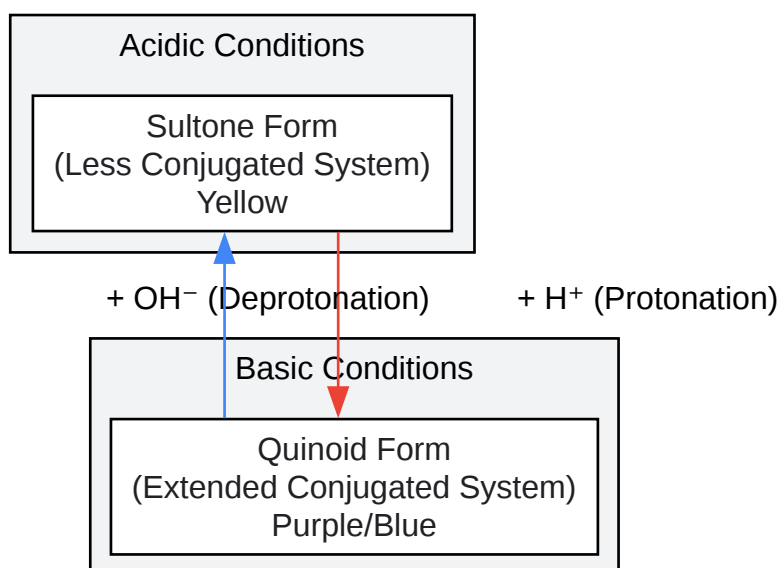 Acidic Conditions
Sultone Form
(Less Conjugated System)
Yellow
+ OH⁻ (Deprotonation)
+ H⁺ (Protonation)
Basic Conditions
Quinoid Form
(Extended Conjugated System)
Purple/Blue